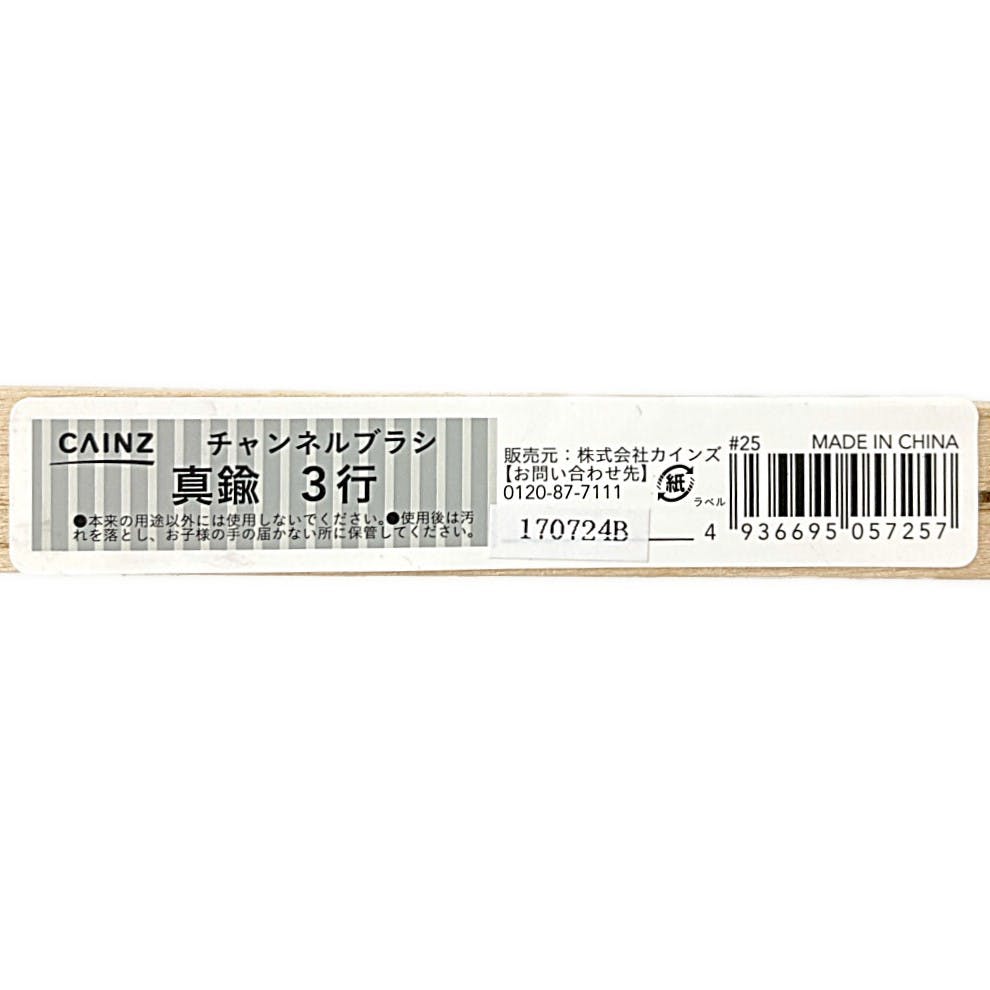 CAINZ チャンネルブラシ
真鍮 3行
●本来の用途以外には使用しないでください。●使用後は汚
れを落とし、お子様の手の届かない所に保管してください。
販売元：株式会社カインズ
【お問い合わせ先】
0120-87-7111
紙
ラベル
170724B
#25 MADE IN CHINA
4 936695 057257